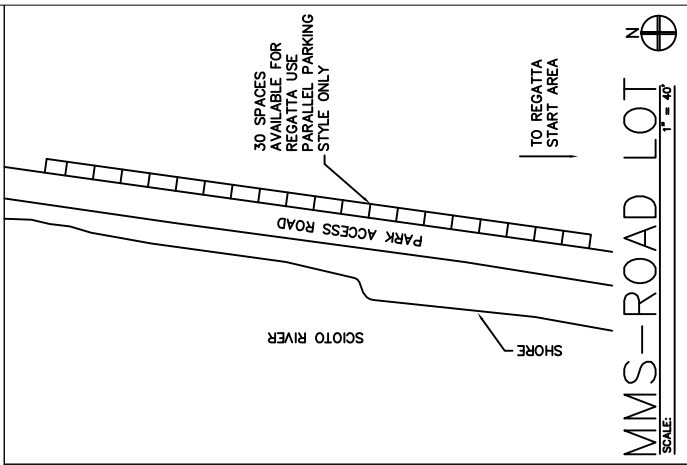 30 SPACES
AVAILABLE FOR
REGATTA USE
PARALLEL PARKING
STYLE ONLY
TO REGATTA
START AREA
PARK ACCESS ROAD
SCIOTO RIVER
SHORE
N
MMS-ROAD LOT
SCALE: 1" = 40'